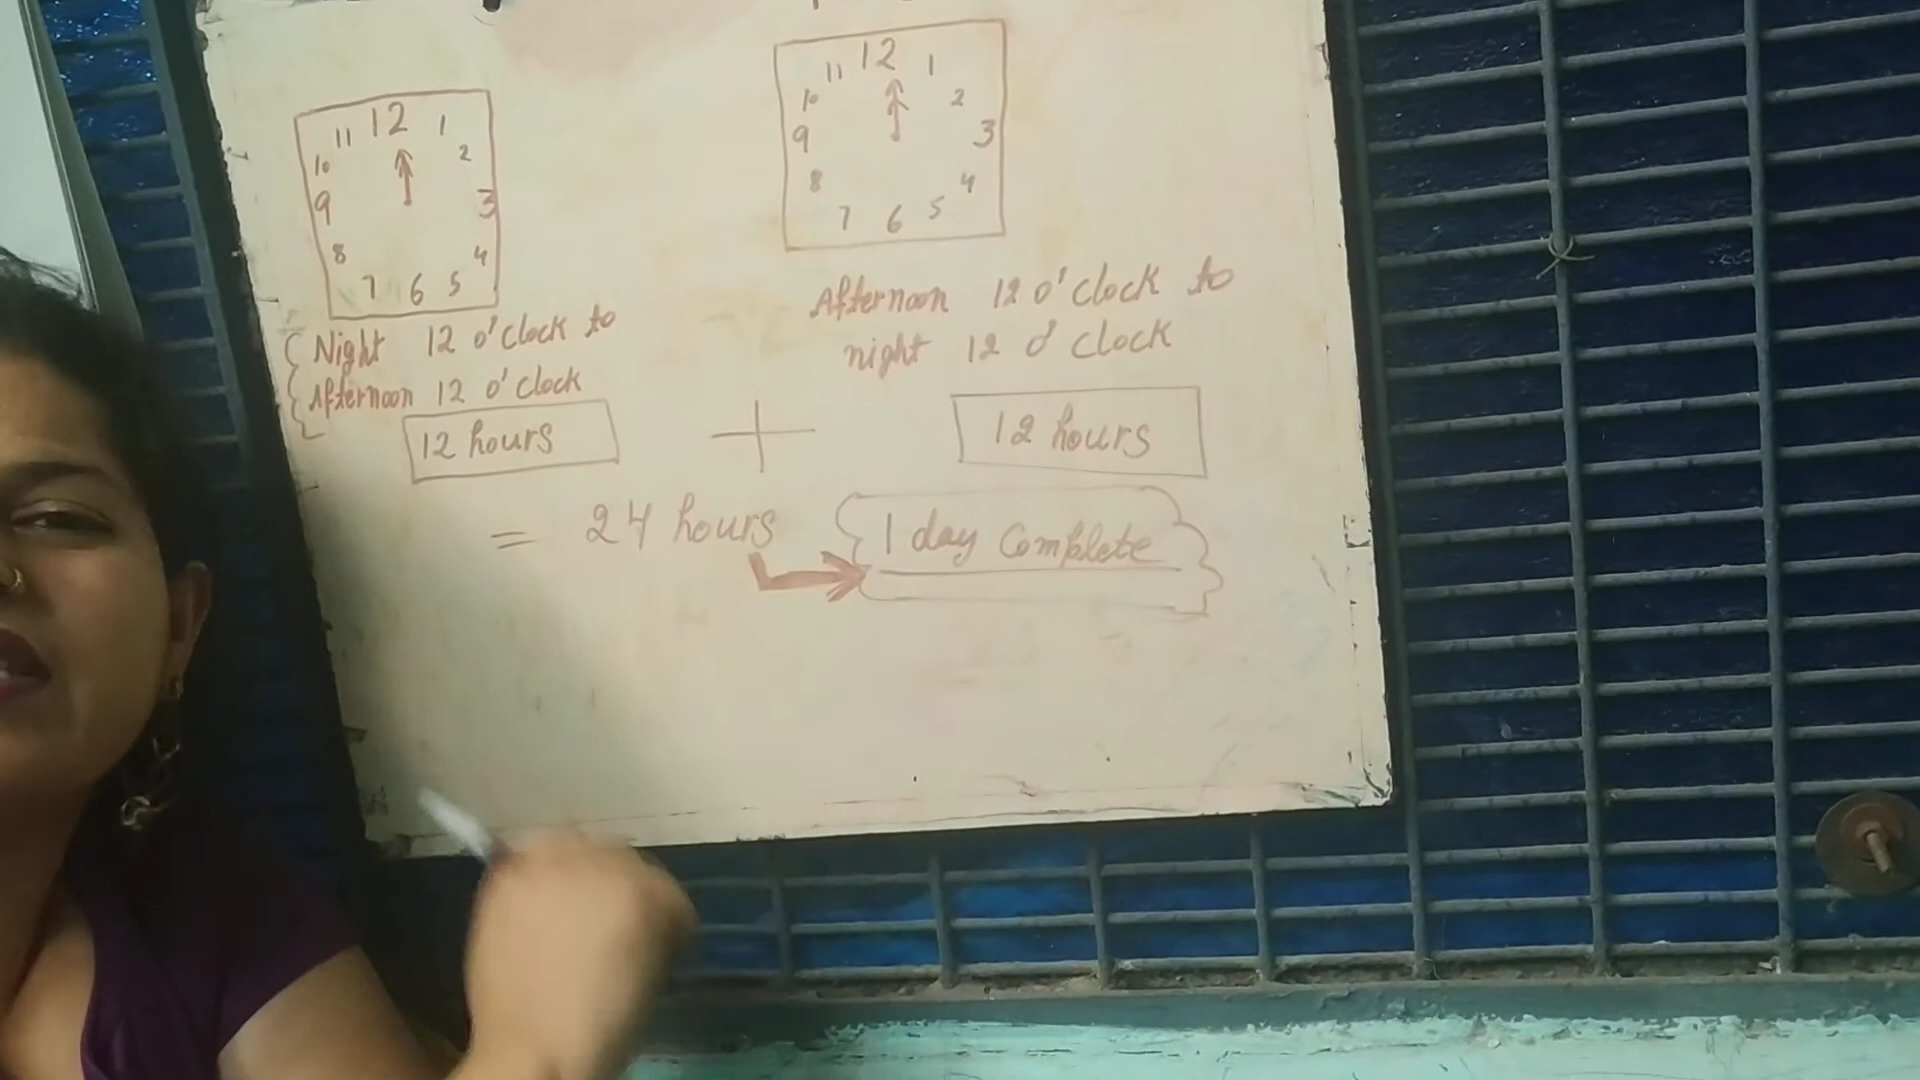 11 12 1
10 2
9 3
8 4
7 6 5
Night 12 o'clock to
Afternoon 12 o'clock
12 hours
11 12 1
10 2
9 3
8 4
7 6 5
Afternoon 12 o'clock to
night 12 o'clock
+
12 hours
= 24 hours
1 day Complete